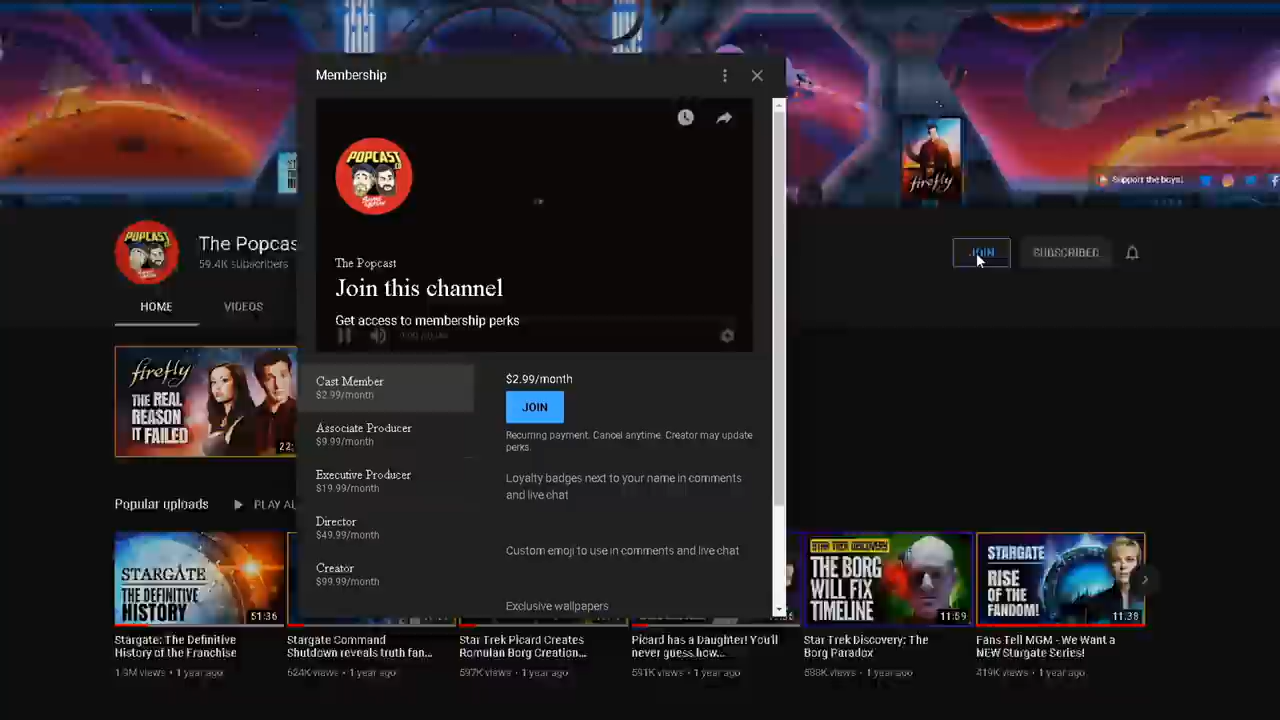 Membership
POPCAST
The Popcast
Join this channel
Get access to membership perks
firefly
Support the boys!
POPCAST
The Popcas
59.4K subscribers
JOIN
SUBSCRIBED
HOME
VIDEOS
Cast Member
$2.99/month
Associate Producer
$9.99/month
Executive Producer
$19.99/month
Director
$49.99/month
Creator
$99.99/month
$2.99/month
JOIN
Recurring payment. Cancel anytime. Creator may update
perks.
Loyalty badges next to your name in comments
and live chat
Custom emoji to use in comments and live chat
Exclusive wallpapers
firefly
THE REAL
REASON
IT FAILED
22:
Popular uploads
PLAY AL
STARGATE
THE DEFINITIVE
HISTORY
51:36
Stargate: The Definitive
History of the Franchise
1.9M views • 1 year ago
Stargate Command
Shutdown reveals truth fan...
624K views • 1 year ago
Star Trek Picard Creates
Romulan Borg Creation...
597K views • 1 year ago
Picard has a Daughter! You'll
never guess how...
591K views • 1 year ago
STAR TREK DISCOVERY:
THE BORG
WILL FIX
TIMELINE
11:59
Star Trek Discovery: The
Borg Paradox
588K views • 1 year ago
STARGATE
RISE OF
THE FANDOM!
11:38
Fans Tell MGM - We Want a
NEW Stargate Series!
419K views • 1 year ago